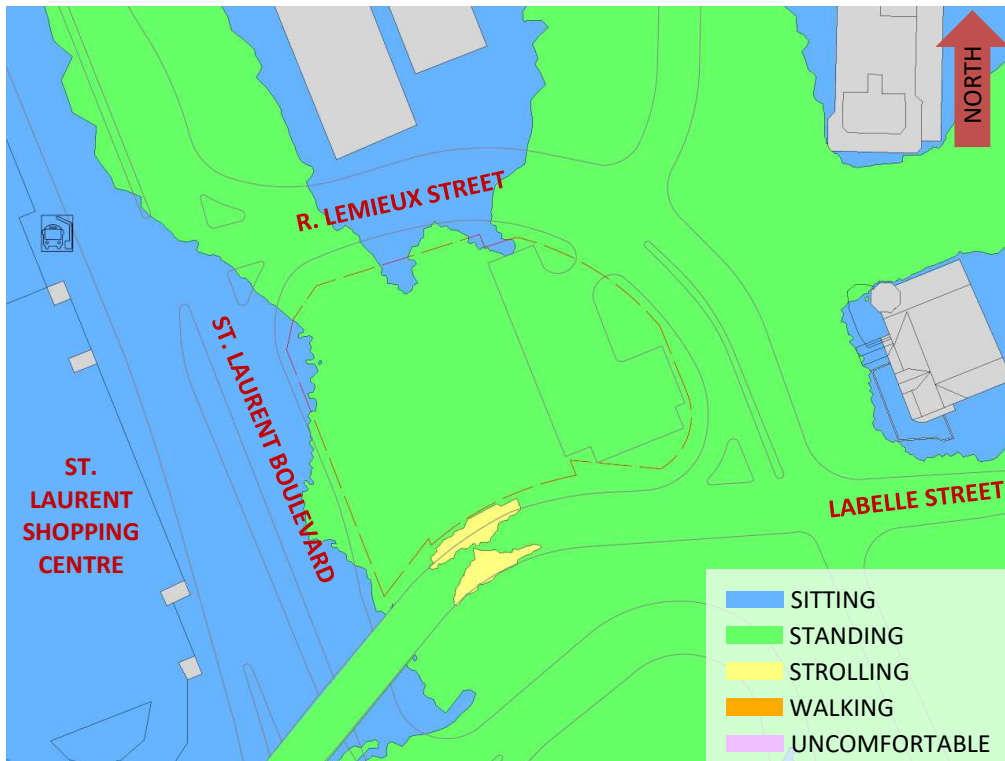 NORTH
R. LEMIEUX STREET
ST. LAURENT BOULEVARD
ST.
LAURENT
SHOPPING
CENTRE
LABELLE STREET
SITTING
STANDING
STROLLING
WALKING
UNCOMFORTABLE